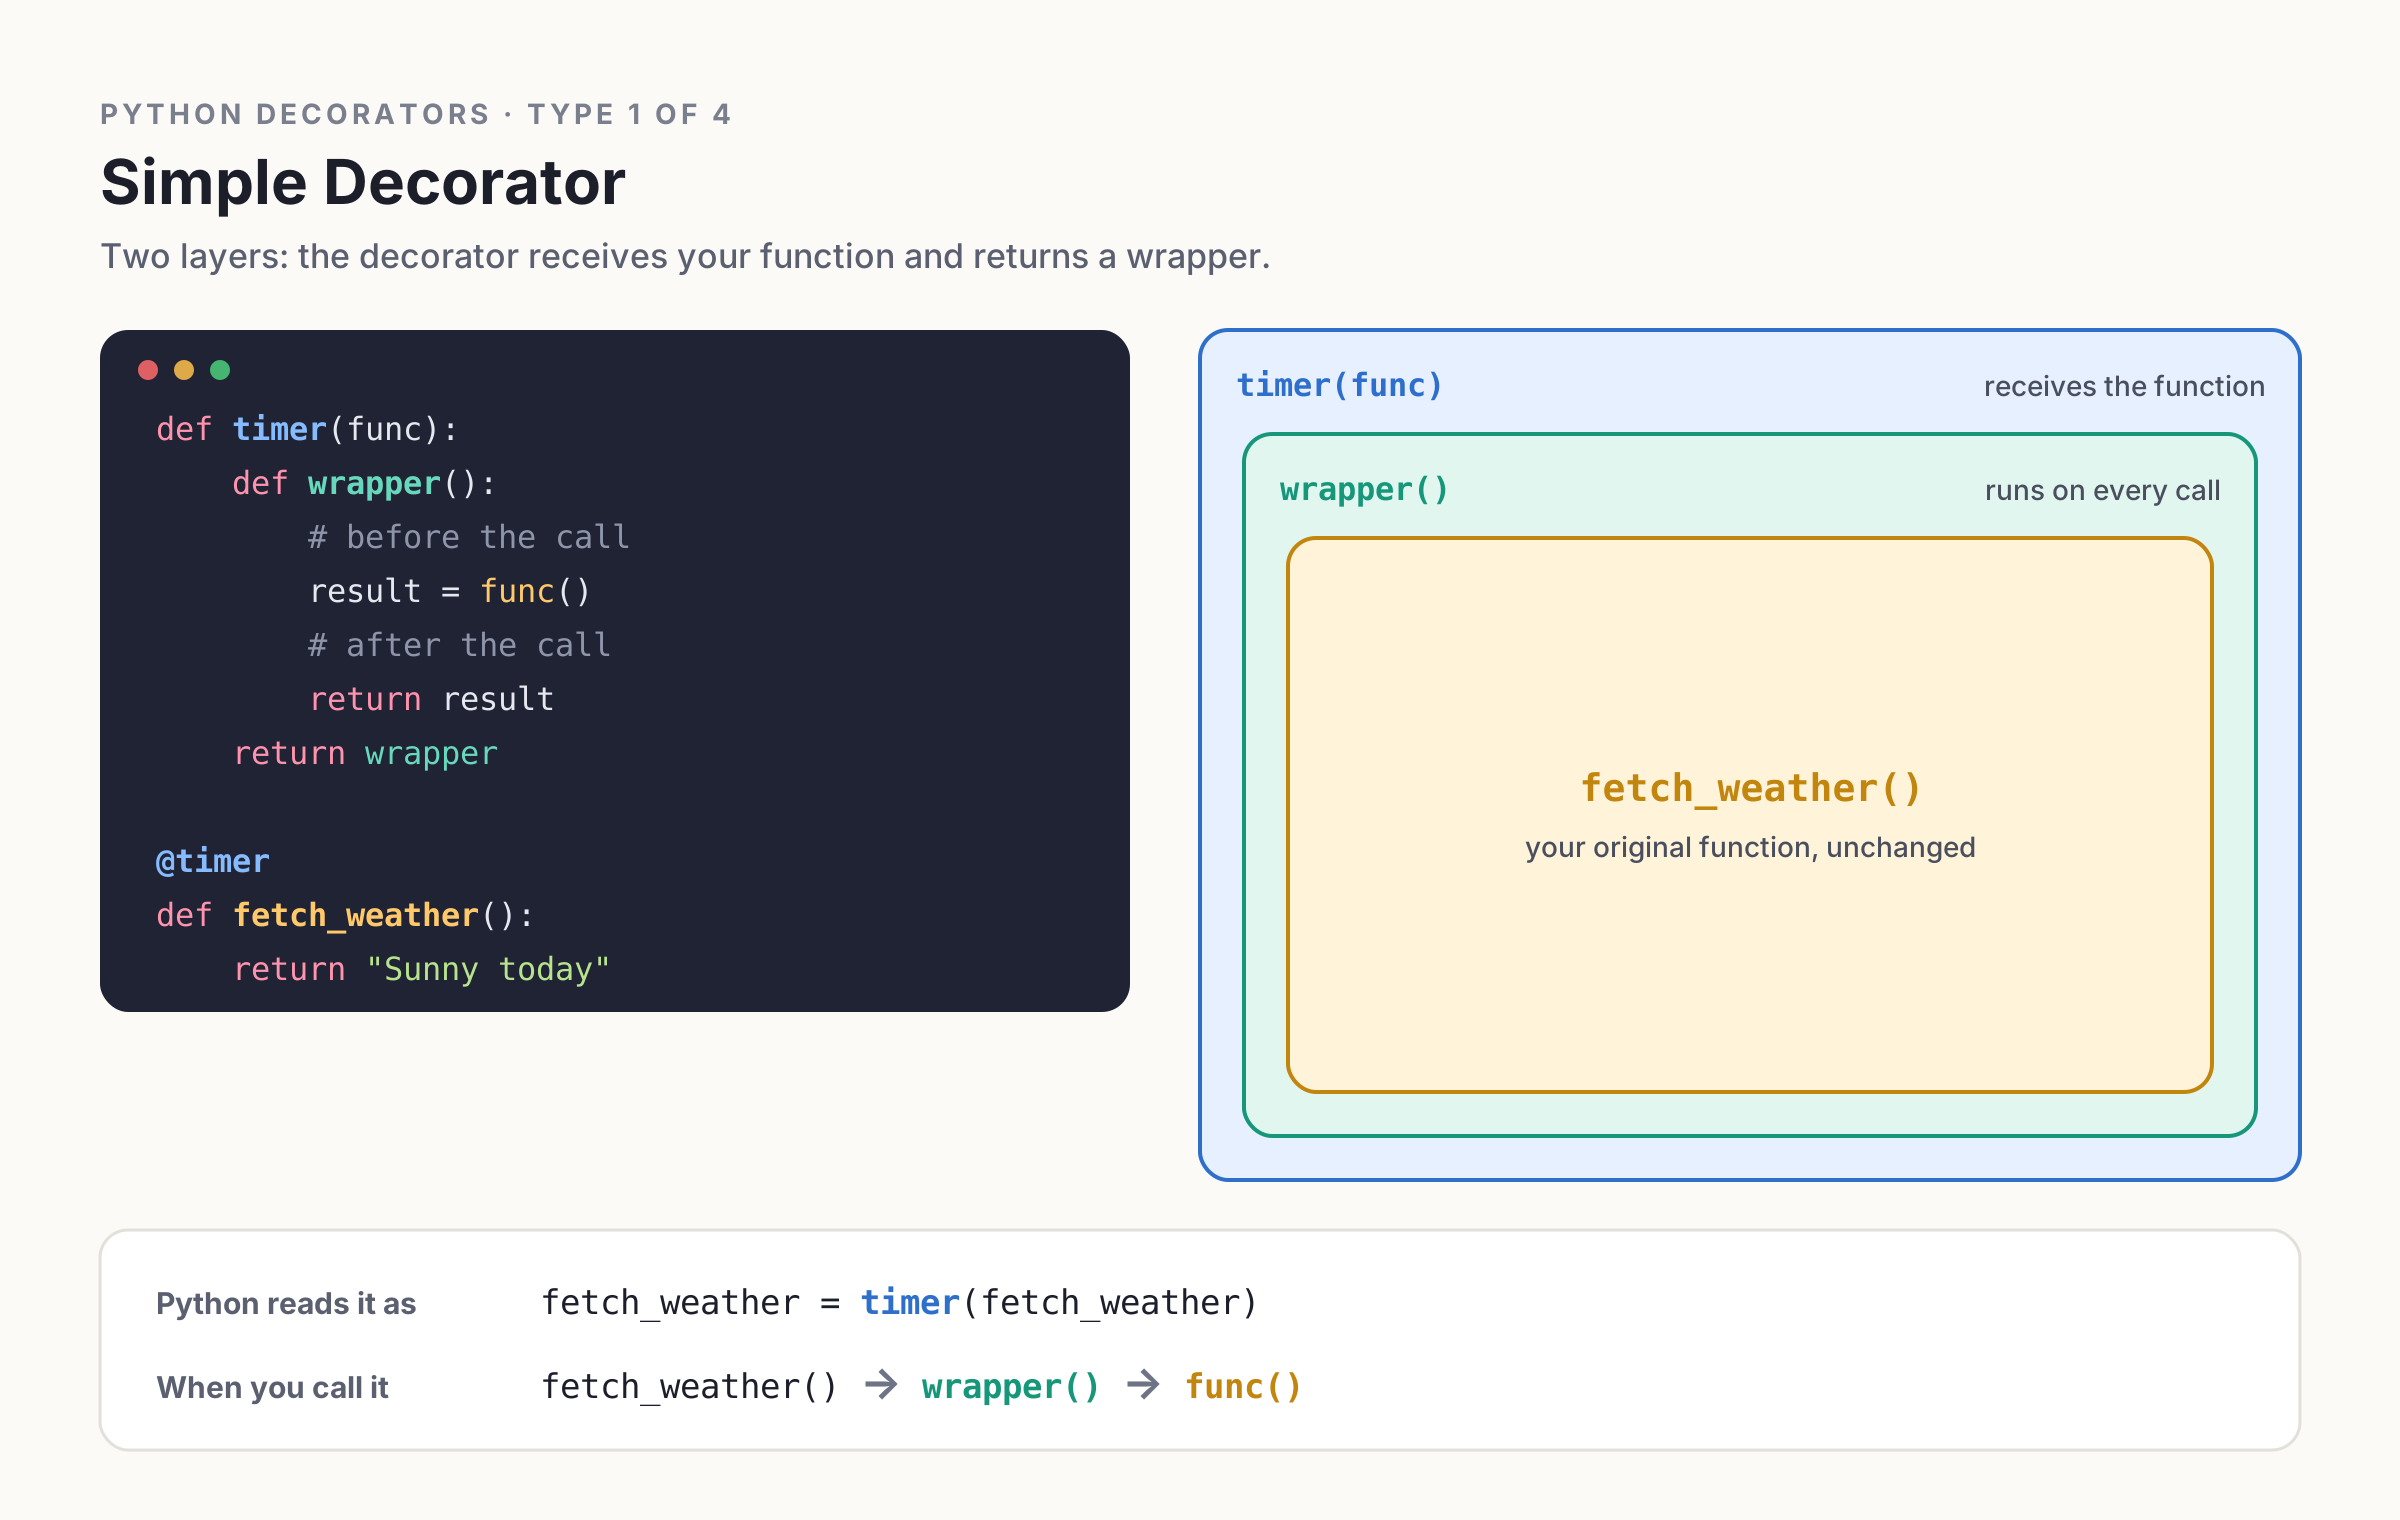 PYTHON DECORATORS · TYPE 1 OF 4
Simple Decorator
Two layers: the decorator receives your function and returns a wrapper.
def timer(func):
    def wrapper():
        # before the call
        result = func()
        # after the call
        return result
    return wrapper

@timer
def fetch_weather():
    return "Sunny today"
timer(func) receives the function
wrapper() runs on every call
fetch_weather()
your original function, unchanged
Python reads it as fetch_weather = timer(fetch_weather)
When you call it fetch_weather() → wrapper() → func()